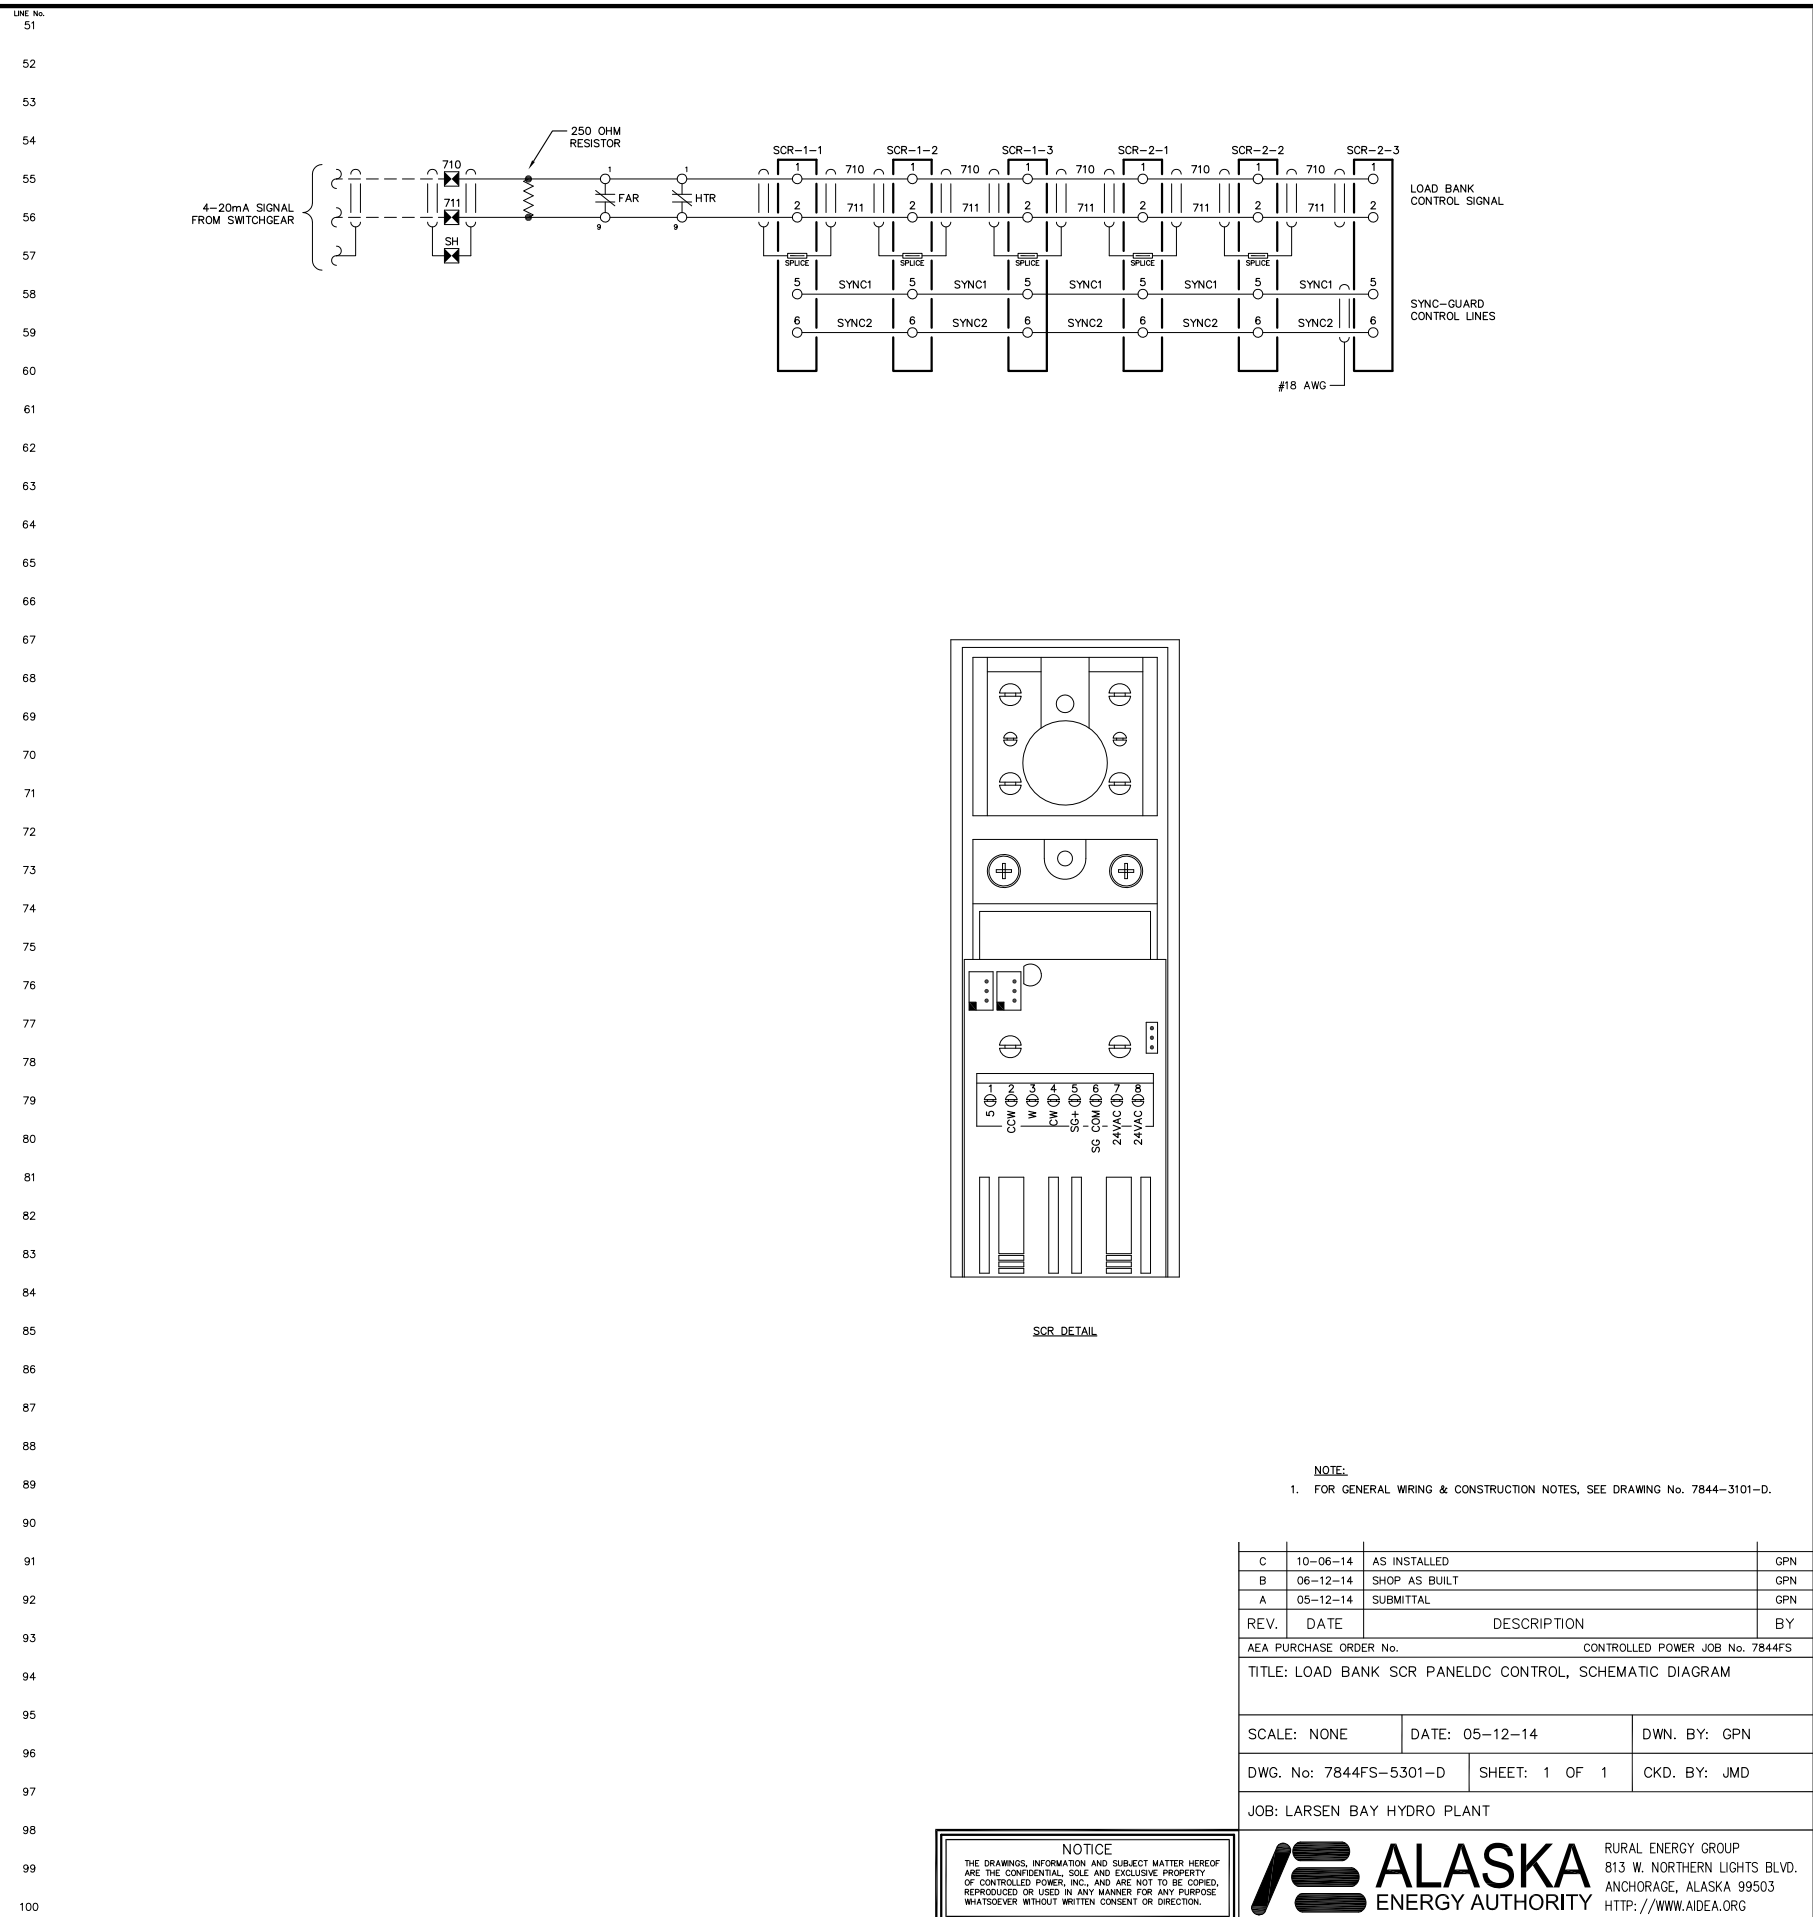 LINE No.
51
52
53
54
55
56
57
58
59
60
61
62
63
64
65
66
67
68
69
70
71
72
73
74
75
76
77
78
79
80
81
82
83
84
85
86
87
88
89
90
91
92
93
94
95
96
97
98
99
100
4-20mA SIGNAL
FROM SWITCHGEAR
710
711
SH
250 OHM
RESISTOR
1
FAR
9
1
HTR
9
SCR-1-1
1
2
SPLICE
5
6
710
711
SYNC1
SYNC2
SCR-1-2
1
2
SPLICE
5
6
710
711
SYNC1
SYNC2
SCR-1-3
1
2
SPLICE
5
6
710
711
SYNC1
SYNC2
SCR-2-1
1
2
SPLICE
5
6
710
711
SYNC1
SYNC2
SCR-2-2
1
2
SPLICE
5
6
710
711
SYNC1
SYNC2
SCR-2-3
1
2
5
6
#18 AWG
LOAD BANK
CONTROL SIGNAL
SYNC-GUARD
CONTROL LINES
1 2 3 4 5 6 7 8
5
CCW
W
CW
SG+
SG COM
24VAC
24VAC
SCR DETAIL
NOTE:
1. FOR GENERAL WIRING & CONSTRUCTION NOTES, SEE DRAWING No. 7844-3101-D.
C 10-06-14 AS INSTALLED GPN
B 06-12-14 SHOP AS BUILT GPN
A 05-12-14 SUBMITTAL GPN
REV. DATE DESCRIPTION BY
AEA PURCHASE ORDER No. CONTROLLED POWER JOB No. 7844FS
TITLE: LOAD BANK SCR PANELDC CONTROL, SCHEMATIC DIAGRAM
SCALE: NONE DATE: 05-12-14 DWN. BY: GPN
DWG. No: 7844FS-5301-D SHEET: 1 OF 1 CKD. BY: JMD
JOB: LARSEN BAY HYDRO PLANT
NOTICE
THE DRAWINGS, INFORMATION AND SUBJECT MATTER HEREOF
ARE THE CONFIDENTIAL, SOLE AND EXCLUSIVE PROPERTY
OF CONTROLLED POWER, INC., AND ARE NOT TO BE COPIED,
REPRODUCED OR USED IN ANY MANNER FOR ANY PURPOSE
WHATSOEVER WITHOUT WRITTEN CONSENT OR DIRECTION.
ALASKA
ENERGY AUTHORITY
RURAL ENERGY GROUP
813 W. NORTHERN LIGHTS BLVD.
ANCHORAGE, ALASKA 99503
HTTP://WWW.AIDEA.ORG